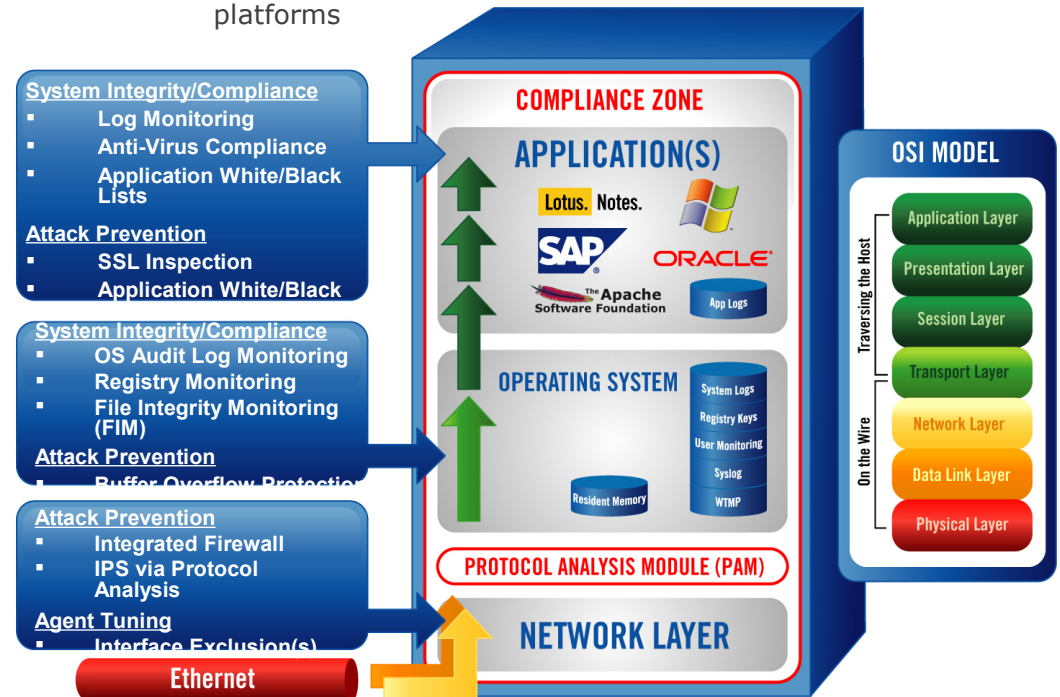 platforms
System Integrity/Compliance
▪ Log Monitoring
▪ Anti-Virus Compliance
▪ Application White/Black
Lists
Attack Prevention
▪ SSL Inspection
▪ Application White/Black
System Integrity/Compliance
▪ OS Audit Log Monitoring
▪ Registry Monitoring
▪ File Integrity Monitoring
(FIM)
Attack Prevention
▪ Buffer Overflow Protection
Attack Prevention
▪ Integrated Firewall
▪ IPS via Protocol
Analysis
Agent Tuning
▪ Interface Exclusion(s)
Ethernet
COMPLIANCE ZONE
APPLICATION(S)
Lotus. Notes.
SAP®
ORACLE®
The Apache
Software Foundation
App Logs
OPERATING SYSTEM
System Logs
Registry Keys
User Monitoring
Syslog
WTMP
Resident Memory
PROTOCOL ANALYSIS MODULE (PAM)
NETWORK LAYER
OSI MODEL
Traversing the Host
Application Layer
Presentation Layer
Session Layer
Transport Layer
On the Wire
Network Layer
Data Link Layer
Physical Layer